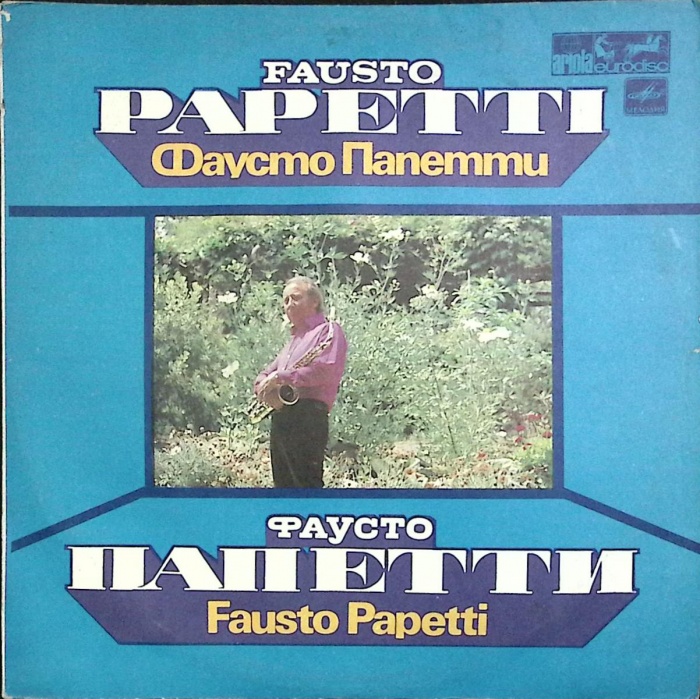 ariola eurodisc
МЕЛОДИЯ
FAUSTO
PAPETTI
Фаусто Папетти
ФАУСТО
ПАПЕТТИ
Fausto Papetti